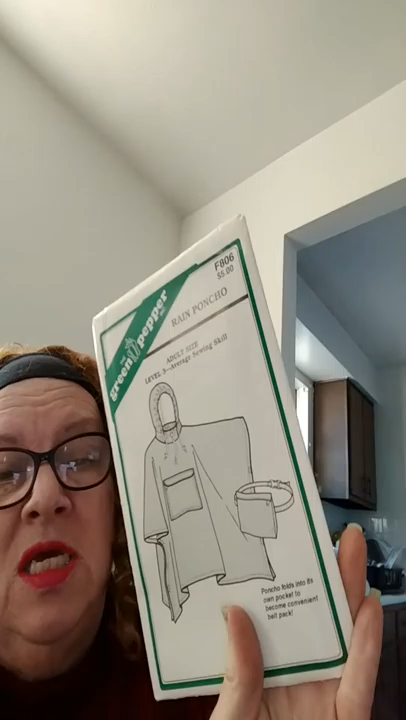 F806
$5.00
THE
green pepper
RAIN PONCHO
ADULT SIZE
LEVEL 3—Average Sewing Skill
Poncho folds into its
own pocket to
become convenient
belt pack!